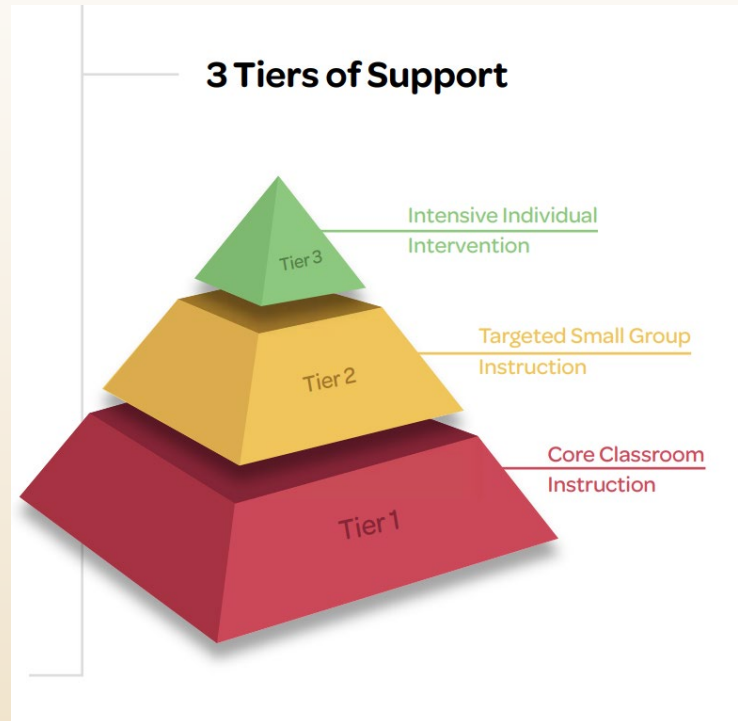 3 Tiers of Support
Intensive Individual
Intervention
Tier 3
Targeted Small Group
Instruction
Tier 2
Core Classroom
Instruction
Tier 1